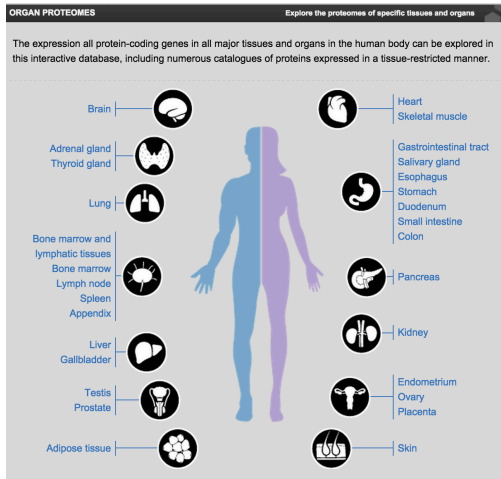 ORGAN PROTEOMES
Explore the proteomes of specific tissues and organs
The expression all protein-coding genes in all major tissues and organs in the human body can be explored in
this interactive database, including numerous catalogues of proteins expressed in a tissue-restricted manner.
Brain
Adrenal gland
Thyroid gland
Lung
Bone marrow and
lymphatic tissues
Bone marrow
Lymph node
Spleen
Appendix
Liver
Gallbladder
Testis
Prostate
Adipose tissue
Heart
Skeletal muscle
Gastrointestinal tract
Salivary gland
Esophagus
Stomach
Duodenum
Small intestine
Colon
Pancreas
Kidney
Endometrium
Ovary
Placenta
Skin